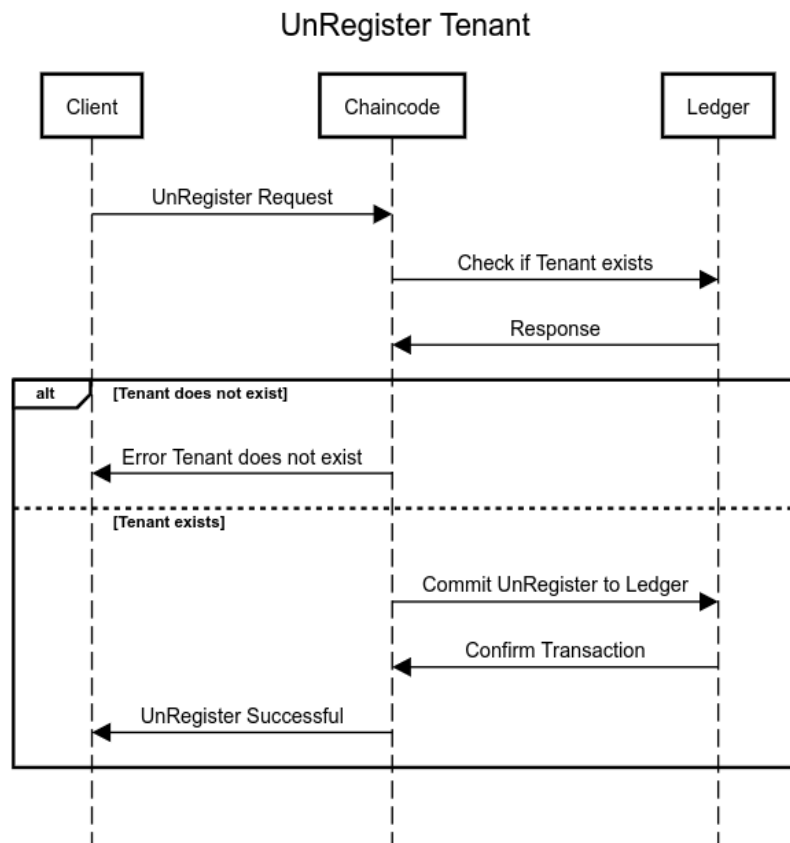 UnRegister Tenant
Client
Chaincode
Ledger
UnRegister Request
Check if Tenant exists
Response
alt
[Tenant does not exist]
Error Tenant does not exist
[Tenant exists]
Commit UnRegister to Ledger
Confirm Transaction
UnRegister Successful